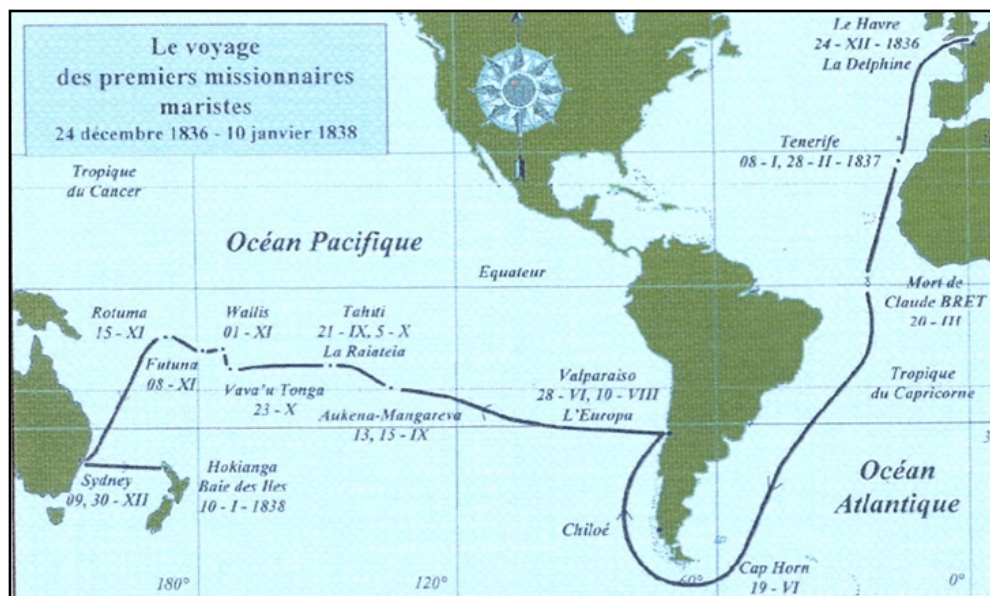 Le voyage
des premiers missionnaires
maristes
24 décembre 1836 - 10 janvier 1838
Le Havre
24 - XII - 1836
La Delphine
Tenerife
08 - I, 28 - II - 1837
Tropique
du Cancer
Océan Pacifique
Equateur
Mort de
Claude BRET
20 - III
Rotuma
15 - XI
Wallis
01 - XI
Tahiti
21 - IX, 5 - X
La Raiateia
Futuna
08 - XI
Vava'u Tonga
23 - X
Aukena-Mangareva
13, 15 - IX
Valparaiso
28 - VI, 10 - VIII
L'Europa
Tropique
du Capricorne
Sydney
09, 30 - XII
Hokianga
Baie des Iles
10 - I - 1838
Chiloé
Océan
Atlantique
Cap Horn
19 - VI
180°
120°
60°
0°